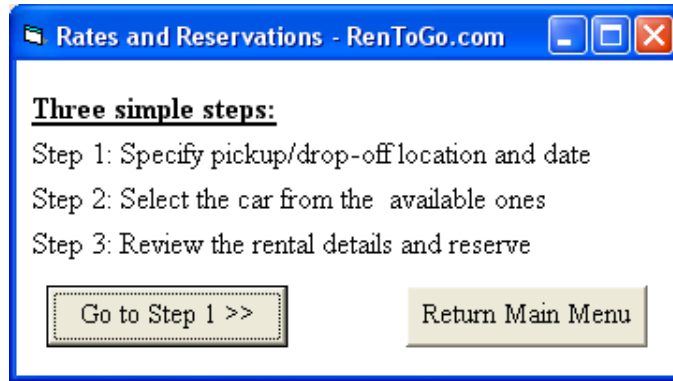 Rates and Reservations - RenToGo.com
Three simple steps:
Step 1: Specify pickup/drop-off location and date
Step 2: Select the car from the  available ones
Step 3: Review the rental details and reserve
Go to Step 1 >>
Return Main Menu